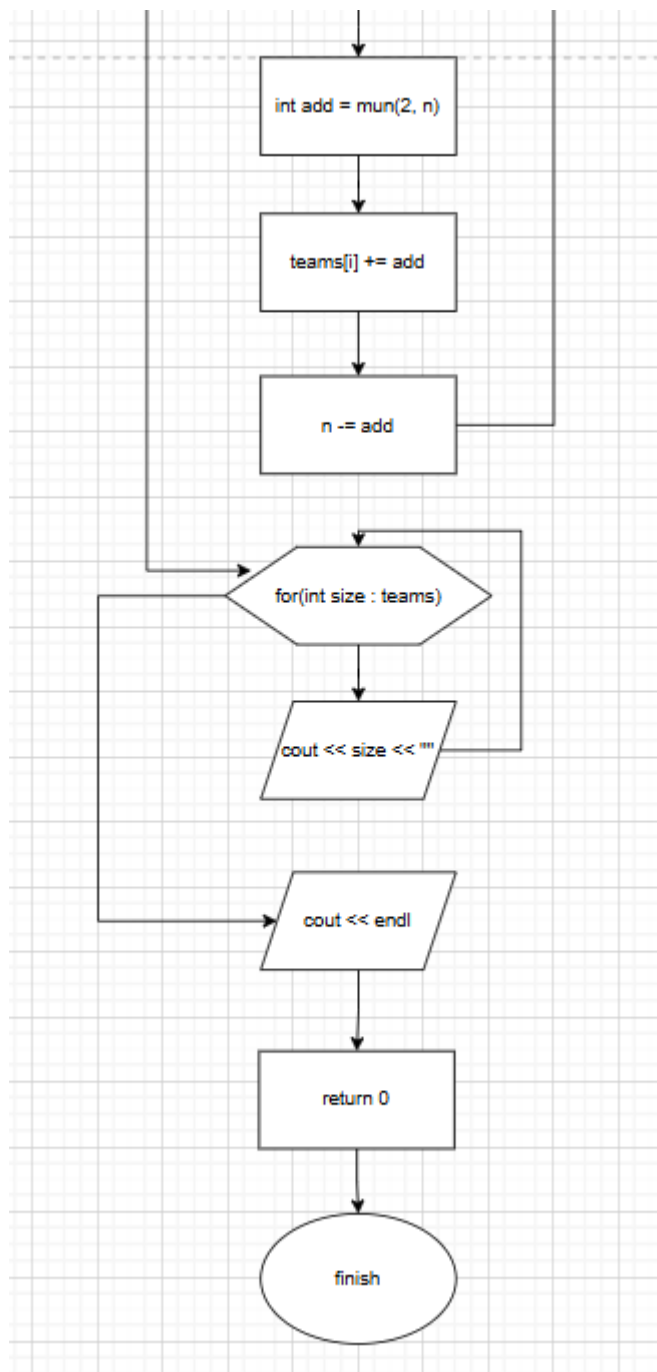 int add = mun(2, n)
teams[i] += add
n -= add
for(int size : teams)
cout << size << ""
cout << endl
return 0
finish